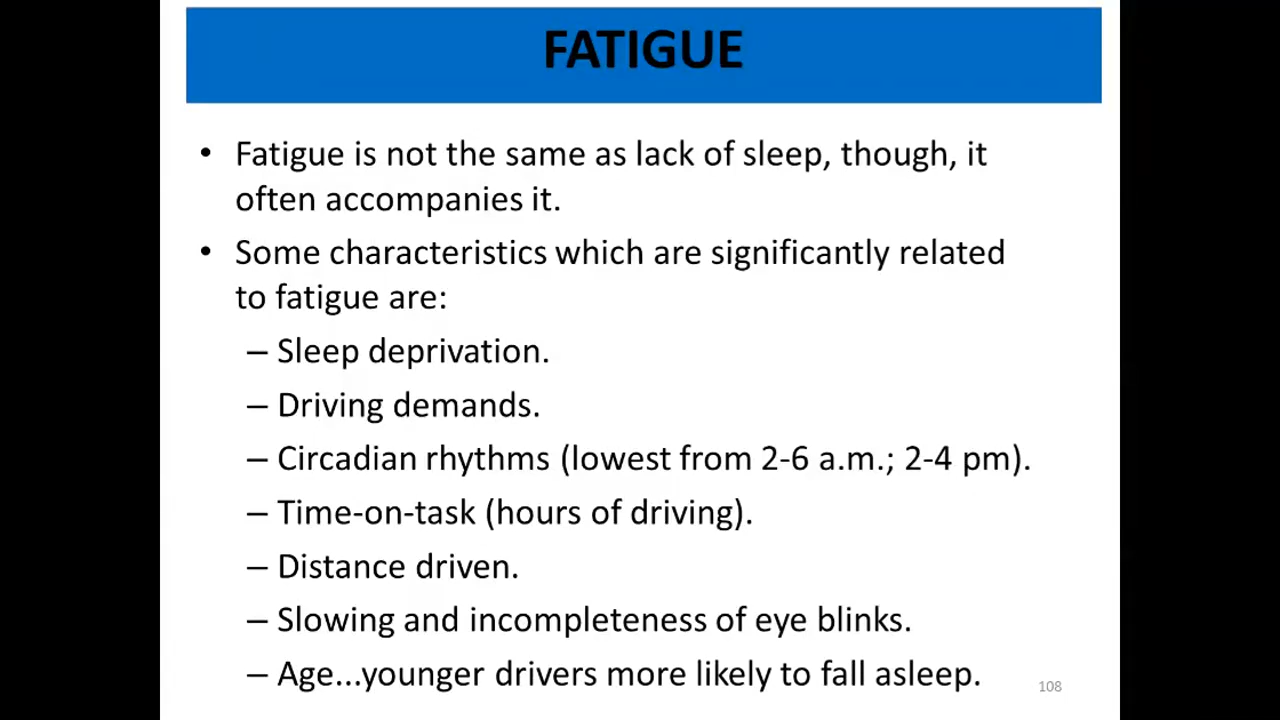 FATIGUE
• Fatigue is not the same as lack of sleep, though, it
often accompanies it.
• Some characteristics which are significantly related
to fatigue are:
– Sleep deprivation.
– Driving demands.
– Circadian rhythms (lowest from 2-6 a.m.; 2-4 pm).
– Time-on-task (hours of driving).
– Distance driven.
– Slowing and incompleteness of eye blinks.
– Age...younger drivers more likely to fall asleep.
108